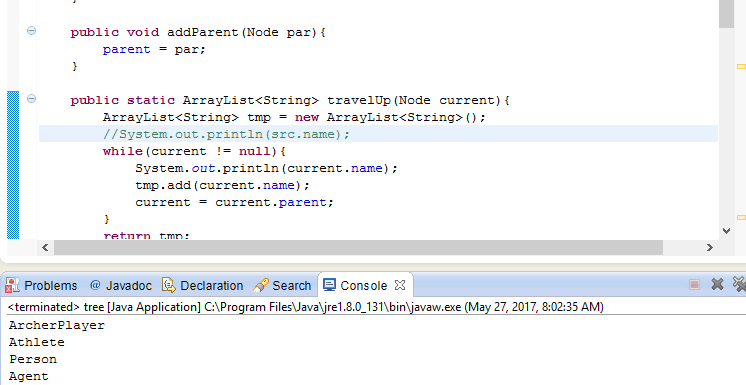 public void addParent(Node par){
parent = par;
}
public static ArrayList<String> travelUp(Node current){
ArrayList<String> tmp = new ArrayList<String>();
//System.out.println(src.name);
while(current != null){
System.out.println(current.name);
tmp.add(current.name);
current = current.parent;
}
return tmp;
Problems @ Javadoc Declaration Search Console
<terminated> tree [Java Application] C:\Program Files\Java\jre1.8.0_131\bin\javaw.exe (May 27, 2017, 8:02:35 AM)
ArcherPlayer
Athlete
Person
Agent